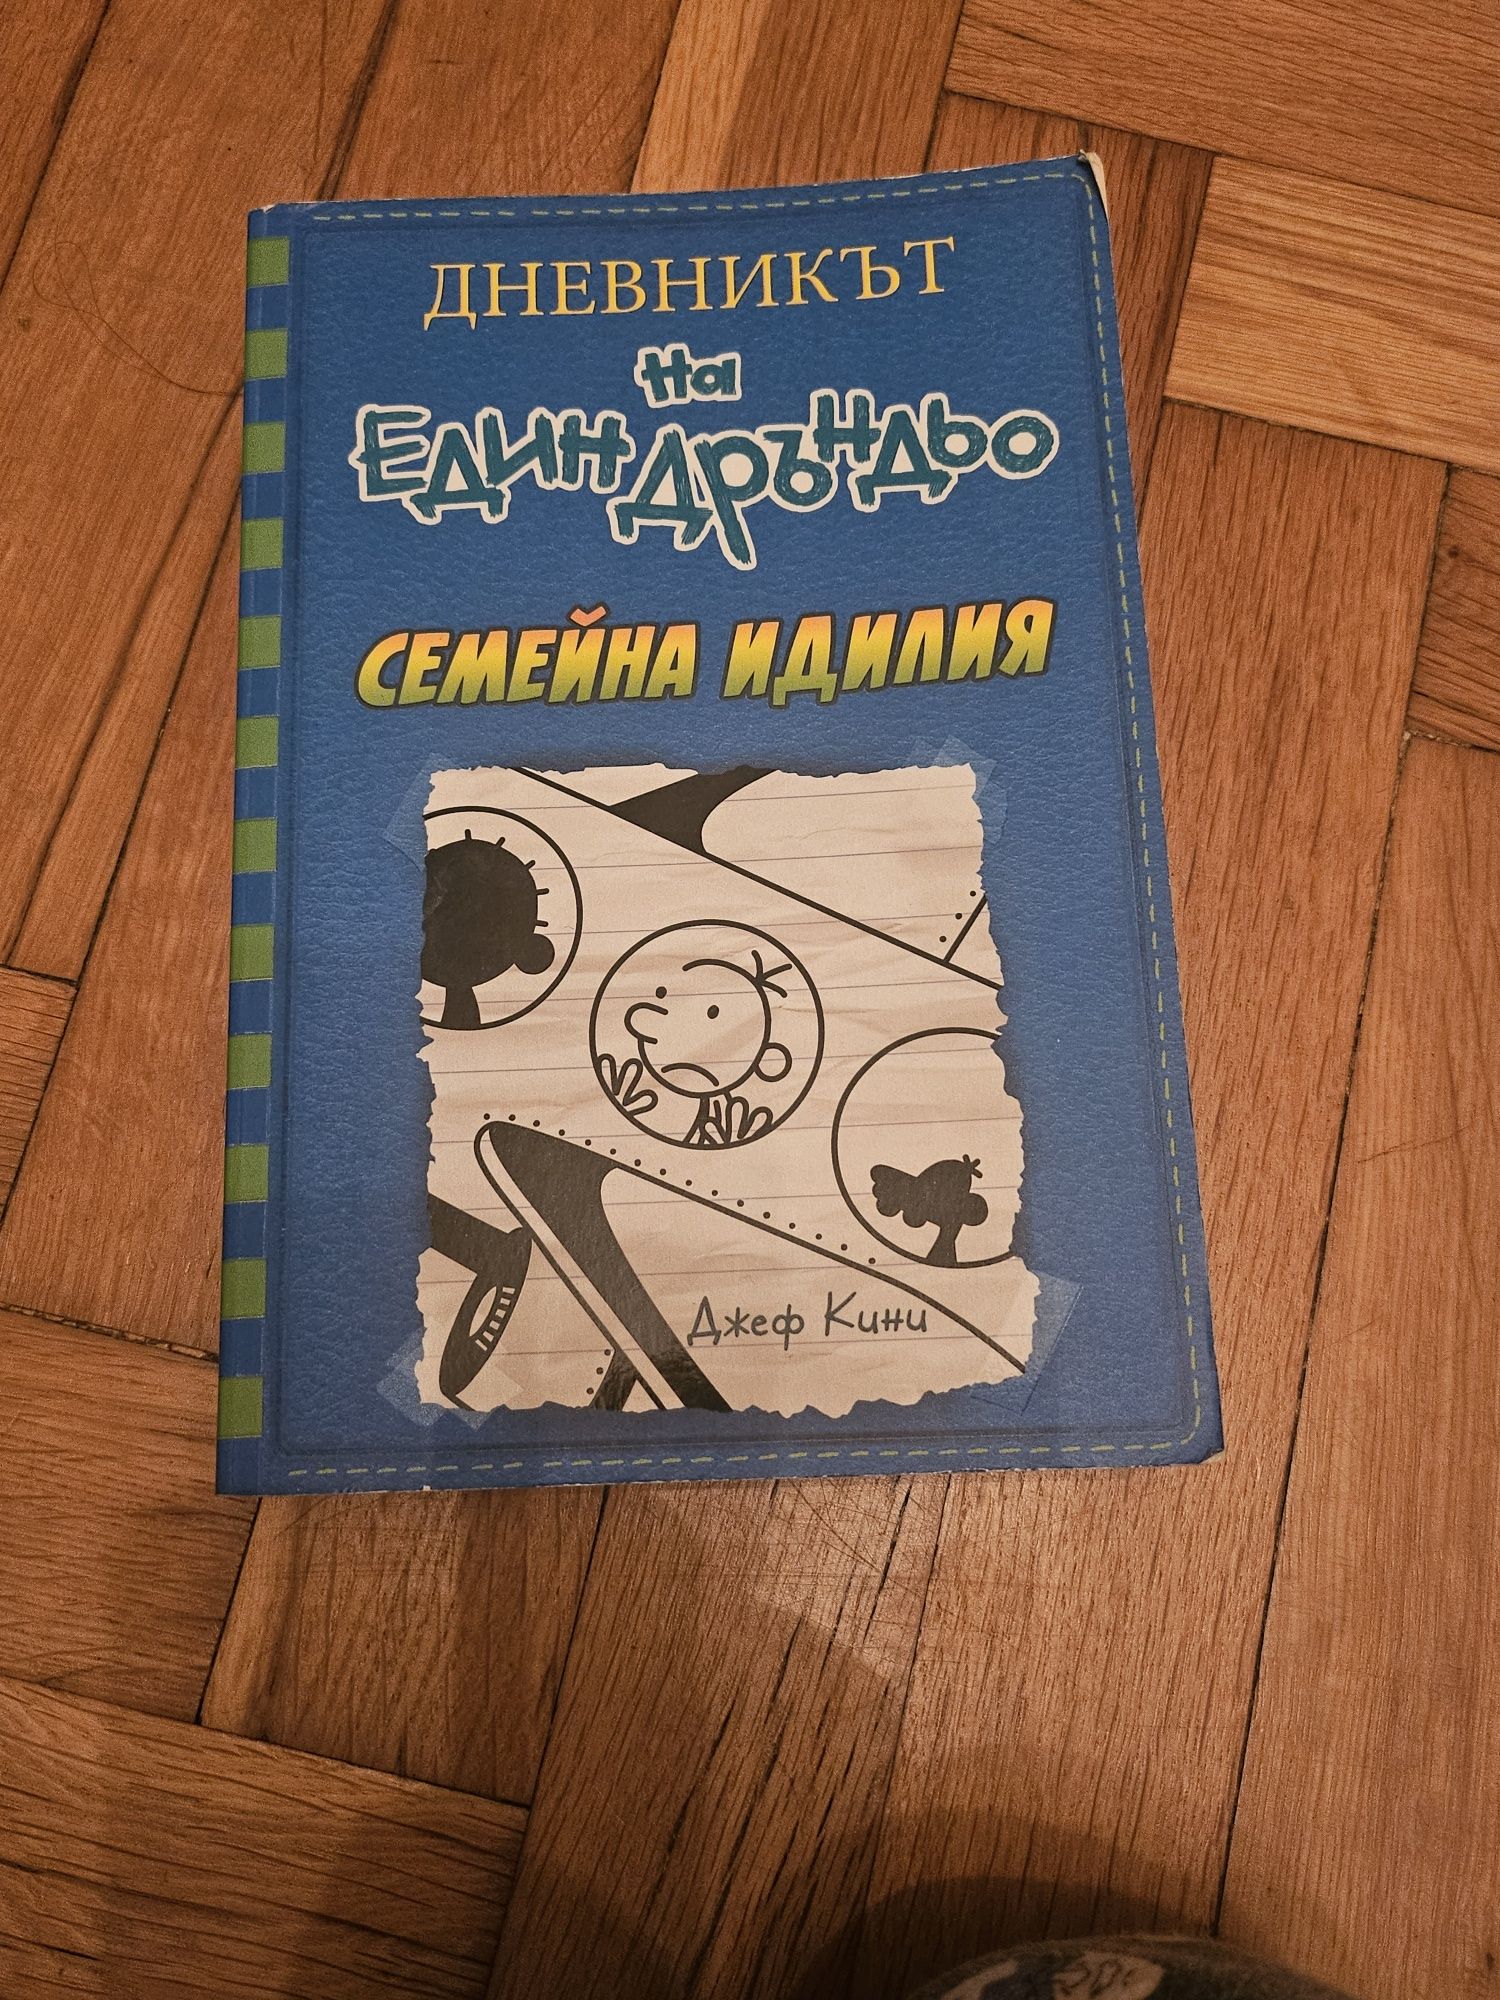 ДНЕВНИКЪТ
на
ЕДИН ДРЪНДЬО
СЕМЕЙНА ИДИЛИЯ
Джеф Кини